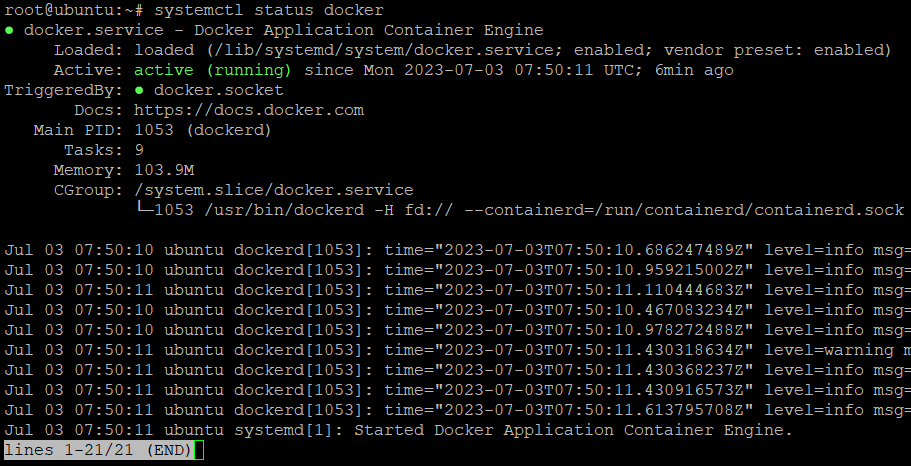 root@ubuntu:~# systemctl status docker
● docker.service - Docker Application Container Engine
     Loaded: loaded (/lib/systemd/system/docker.service; enabled; vendor preset: enabled)
     Active: active (running) since Mon 2023-07-03 07:50:11 UTC; 6min ago
TriggeredBy: ● docker.socket
       Docs: https://docs.docker.com
   Main PID: 1053 (dockerd)
      Tasks: 9
     Memory: 103.9M
     CGroup: /system.slice/docker.service
             └─1053 /usr/bin/dockerd -H fd:// --containerd=/run/containerd/containerd.sock
Jul 03 07:50:10 ubuntu dockerd[1053]: time="2023-07-03T07:50:10.686247489Z" level=info msg=
Jul 03 07:50:10 ubuntu dockerd[1053]: time="2023-07-03T07:50:10.959215002Z" level=info msg=
Jul 03 07:50:11 ubuntu dockerd[1053]: time="2023-07-03T07:50:11.110444683Z" level=info msg=
Jul 03 07:50:10 ubuntu dockerd[1053]: time="2023-07-03T07:50:10.467083234Z" level=info msg=
Jul 03 07:50:10 ubuntu dockerd[1053]: time="2023-07-03T07:50:10.978272488Z" level=info msg=
Jul 03 07:50:11 ubuntu dockerd[1053]: time="2023-07-03T07:50:11.430318634Z" level=warning m
Jul 03 07:50:11 ubuntu dockerd[1053]: time="2023-07-03T07:50:11.430368237Z" level=info msg=
Jul 03 07:50:11 ubuntu dockerd[1053]: time="2023-07-03T07:50:11.430916573Z" level=info msg=
Jul 03 07:50:11 ubuntu dockerd[1053]: time="2023-07-03T07:50:11.613795708Z" level=info msg=
Jul 03 07:50:11 ubuntu systemd[1]: Started Docker Application Container Engine.
lines 1-21/21 (END)